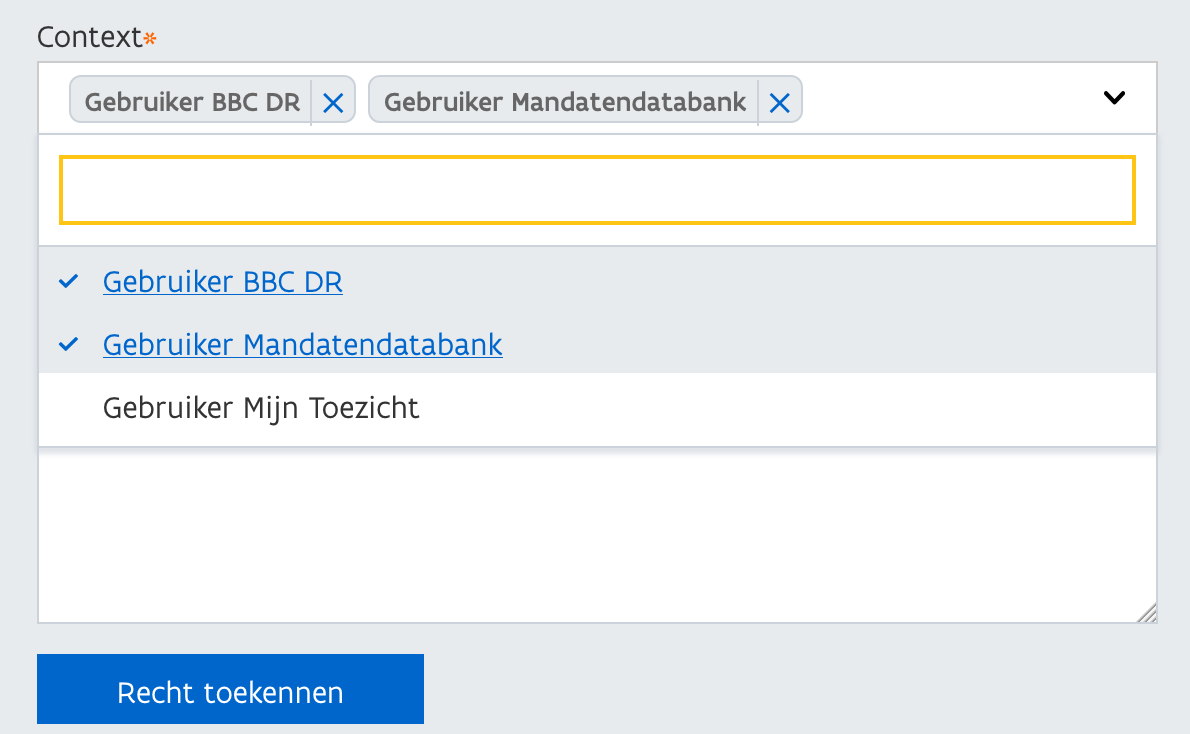 Context*
Gebruiker BBC DR Gebruiker Mandatendatabank
Gebruiker BBC DR
Gebruiker Mandatendatabank
Gebruiker Mijn Toezicht
Recht toekennen